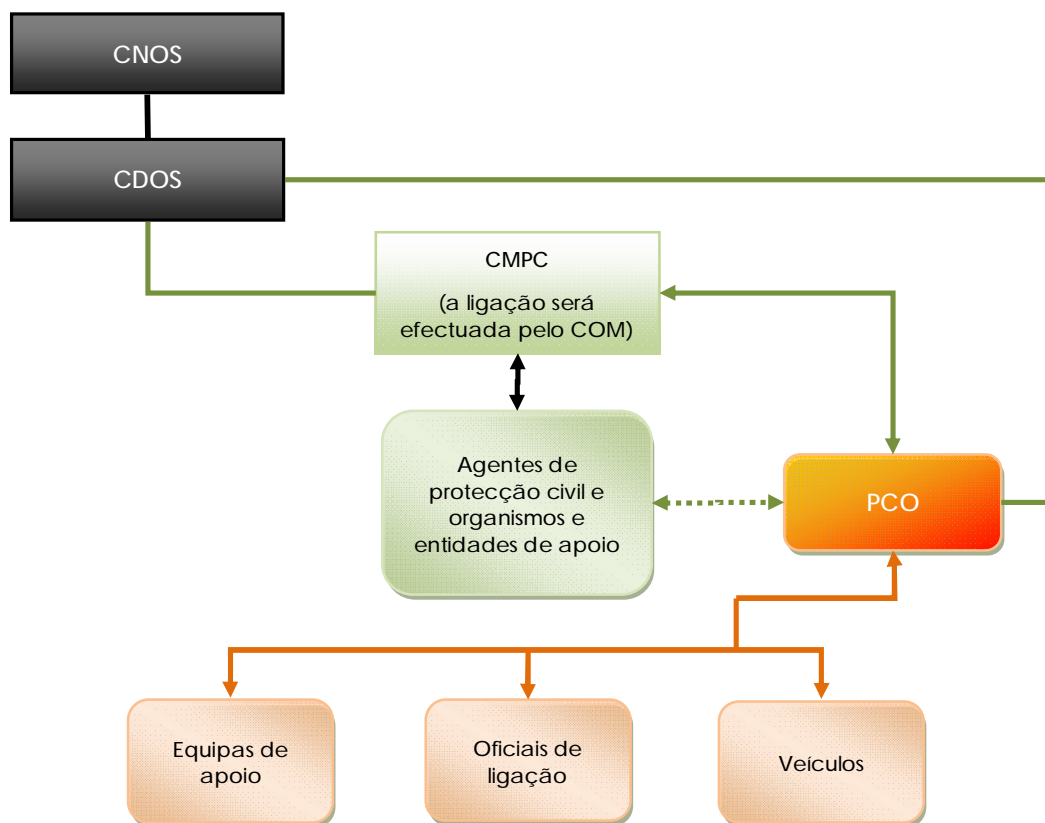 CNOS
CDOS
CMPC
(a ligação será
efectuada pelo COM)
Agentes de
protecção civil e
organismos e
entidades de apoio
PCO
Equipas de
apoio
Oficiais de
ligação
Veículos